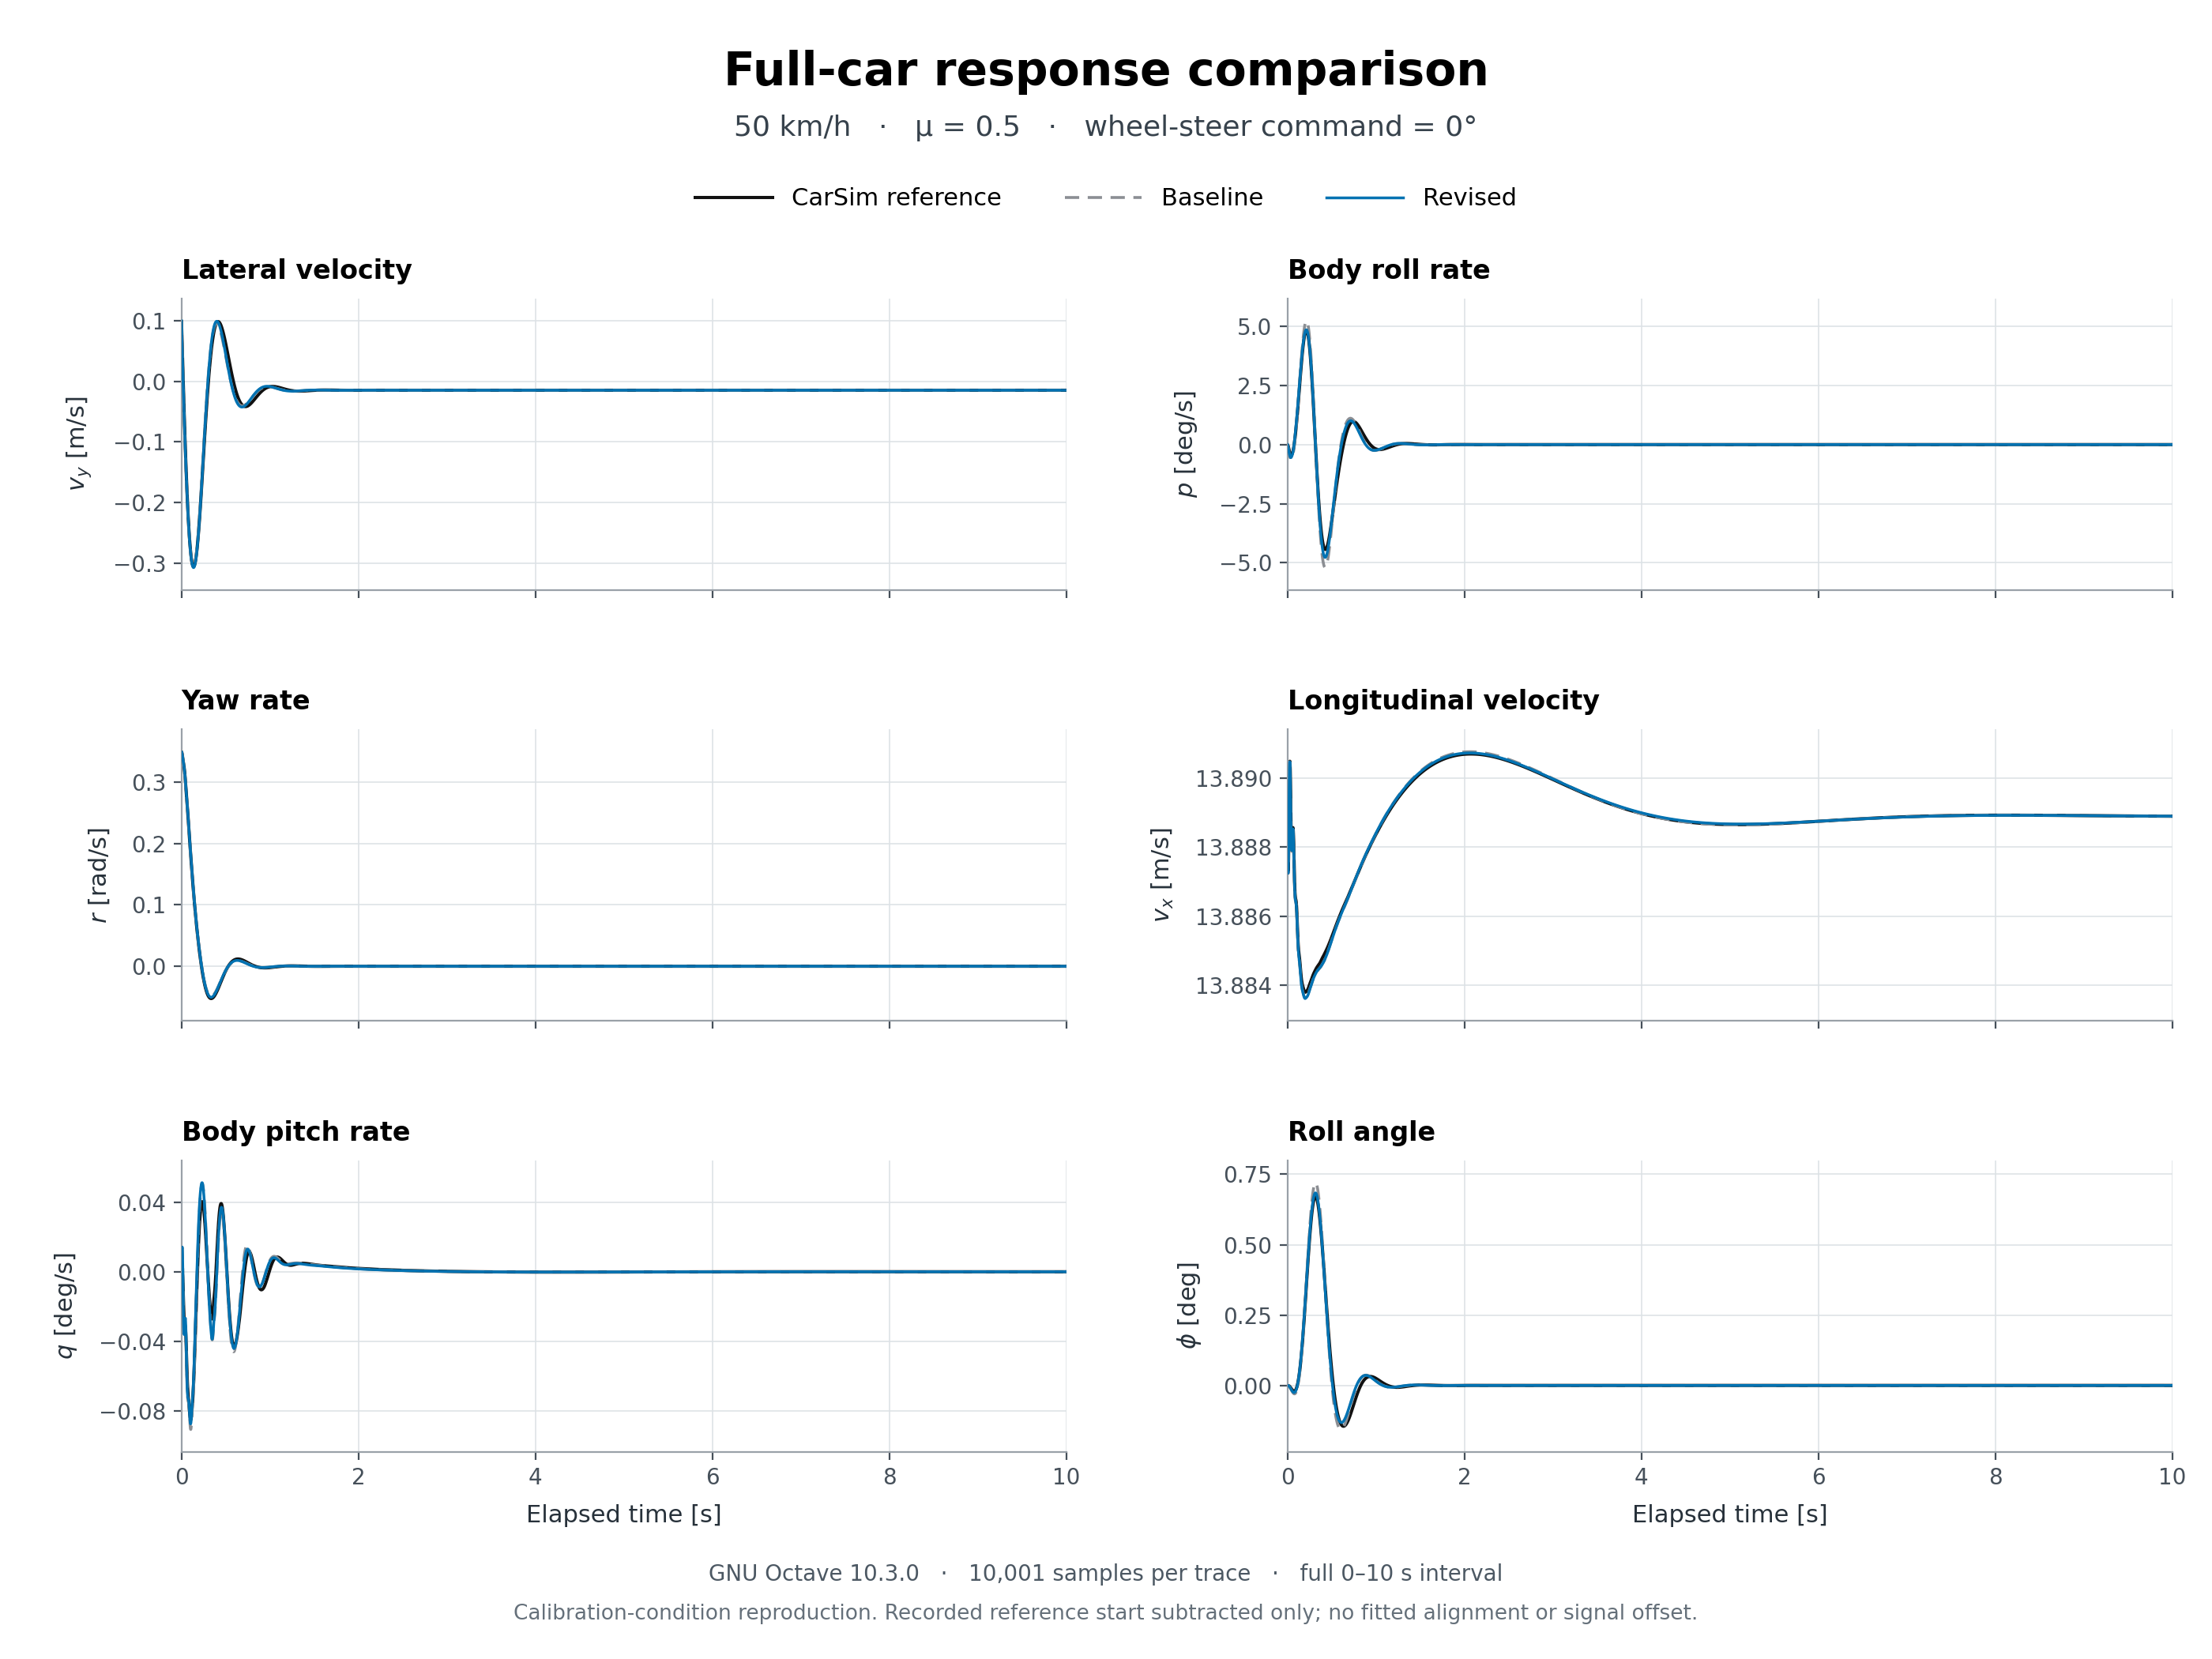 Full-car response comparison
50 km/h · µ = 0.5 · wheel-steer command = 0°
CarSim reference Baseline Revised
Lateral velocity
0.1
0.0
−0.1
−0.2
−0.3
v_y [m/s]
Body roll rate
5.0
2.5
0.0
−2.5
−5.0
p [deg/s]
Yaw rate
0.3
0.2
0.1
0.0
r [rad/s]
Longitudinal velocity
13.890
13.888
13.886
13.884
v_x [m/s]
Body pitch rate
0.04
0.00
−0.04
−0.08
q [deg/s]
0 2 4 6 8 10
Elapsed time [s]
Roll angle
0.75
0.50
0.25
0.00
ϕ [deg]
0 2 4 6 8 10
Elapsed time [s]
GNU Octave 10.3.0 · 10,001 samples per trace · full 0–10 s interval
Calibration-condition reproduction. Recorded reference start subtracted only; no fitted alignment or signal offset.